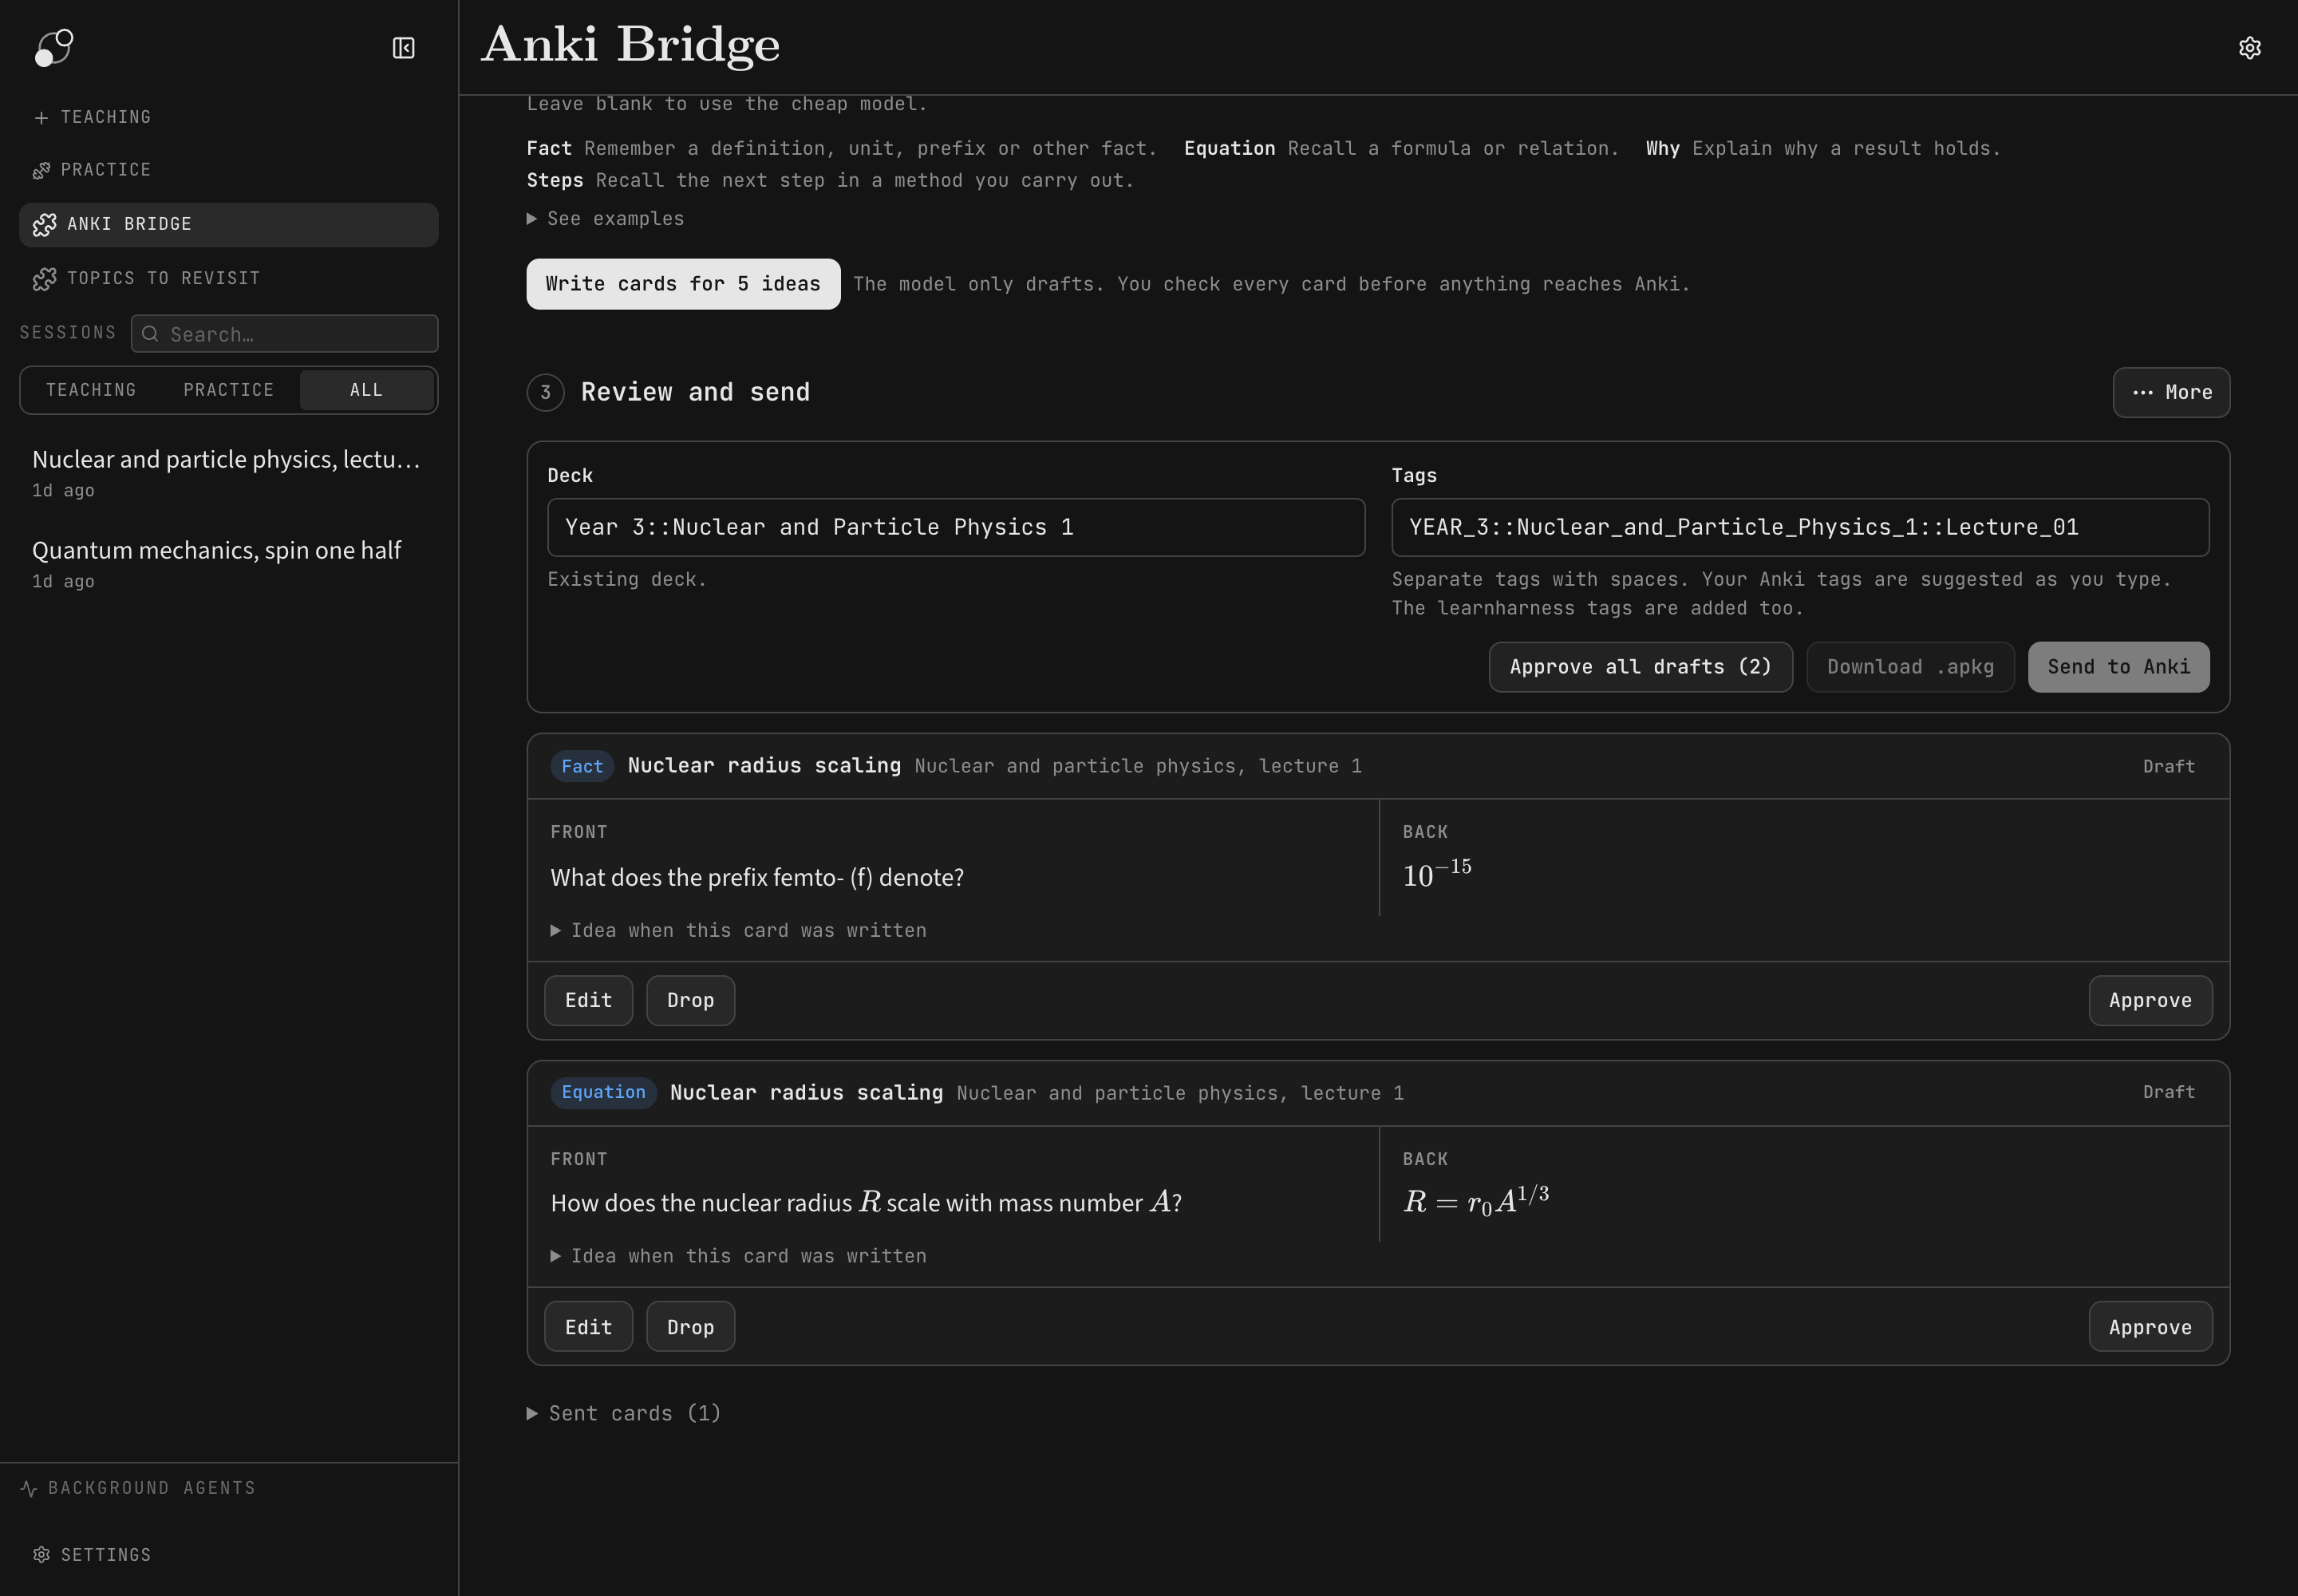 Anki Bridge
TEACHING
PRACTICE
ANKI BRIDGE
TOPICS TO REVISIT
SESSIONS
Search…
TEACHING PRACTICE ALL
Nuclear and particle physics, lectu…
1d ago
Quantum mechanics, spin one half
1d ago
BACKGROUND AGENTS
SETTINGS
Leave blank to use the cheap model.
Fact Remember a definition, unit, prefix or other fact. Equation Recall a formula or relation. Why Explain why a result holds.
Steps Recall the next step in a method you carry out.
See examples
Write cards for 5 ideas The model only drafts. You check every card before anything reaches Anki.
3 Review and send
... More
Deck
Year 3::Nuclear and Particle Physics 1
Existing deck.
Tags
YEAR_3::Nuclear_and_Particle_Physics_1::Lecture_01
Separate tags with spaces. Your Anki tags are suggested as you type.
The learnharness tags are added too.
Approve all drafts (2) Download .apkg Send to Anki
Fact Nuclear radius scaling Nuclear and particle physics, lecture 1 Draft
FRONT
What does the prefix femto- (f) denote?
BACK
10^{-15}
Idea when this card was written
Edit Drop Approve
Equation Nuclear radius scaling Nuclear and particle physics, lecture 1 Draft
FRONT
How does the nuclear radius R scale with mass number A?
BACK
R = r_0 A^{1/3}
Idea when this card was written
Edit Drop Approve
Sent cards (1)